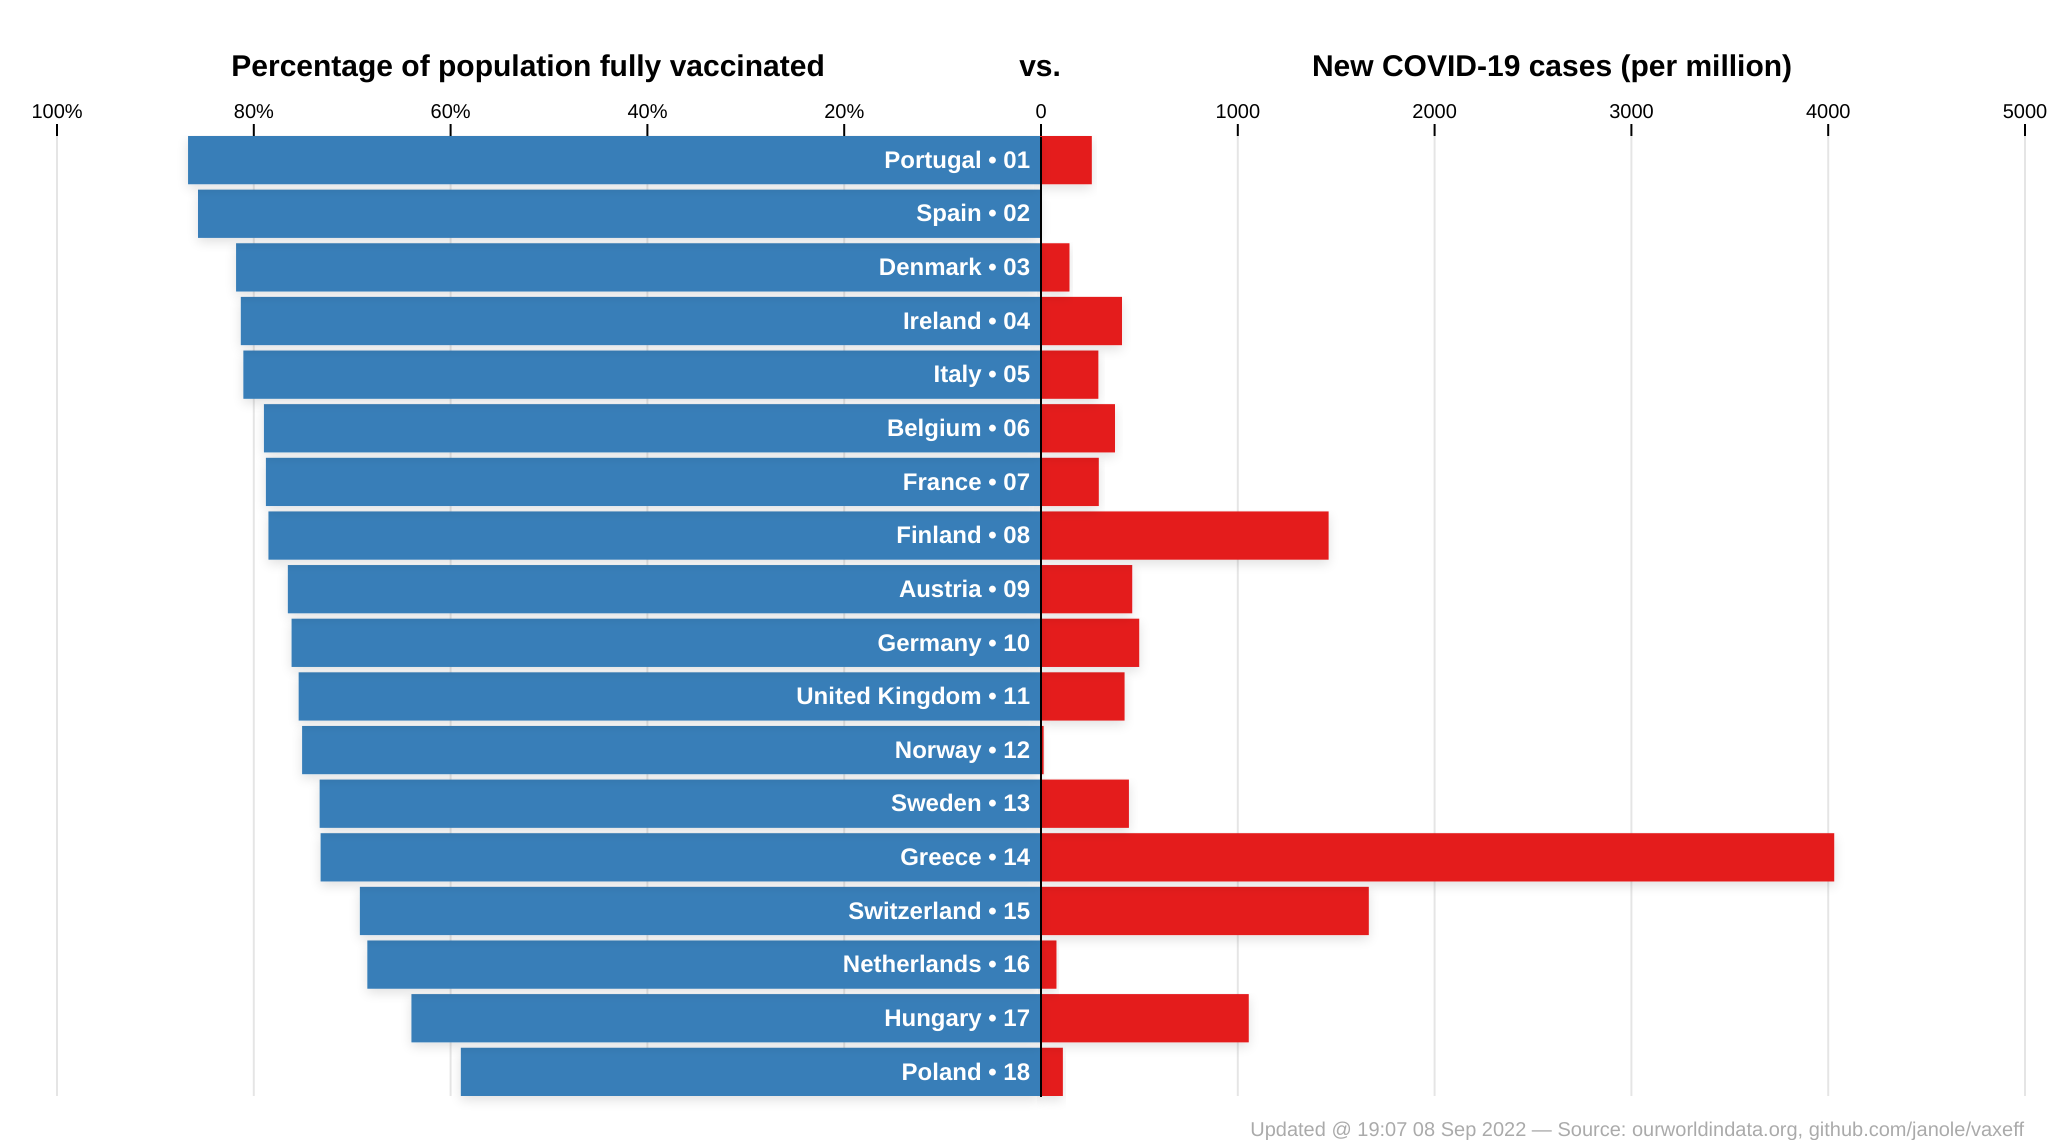 Percentage of population fully vaccinated vs. New COVID-19 cases (per million)
100% 80% 60% 40% 20% 0 1000 2000 3000 4000 5000
Portugal • 01
Spain • 02
Denmark • 03
Ireland • 04
Italy • 05
Belgium • 06
France • 07
Finland • 08
Austria • 09
Germany • 10
United Kingdom • 11
Norway • 12
Sweden • 13
Greece • 14
Switzerland • 15
Netherlands • 16
Hungary • 17
Poland • 18
Updated @ 19:07 08 Sep 2022 — Source: ourworldindata.org, github.com/janole/vaxeff